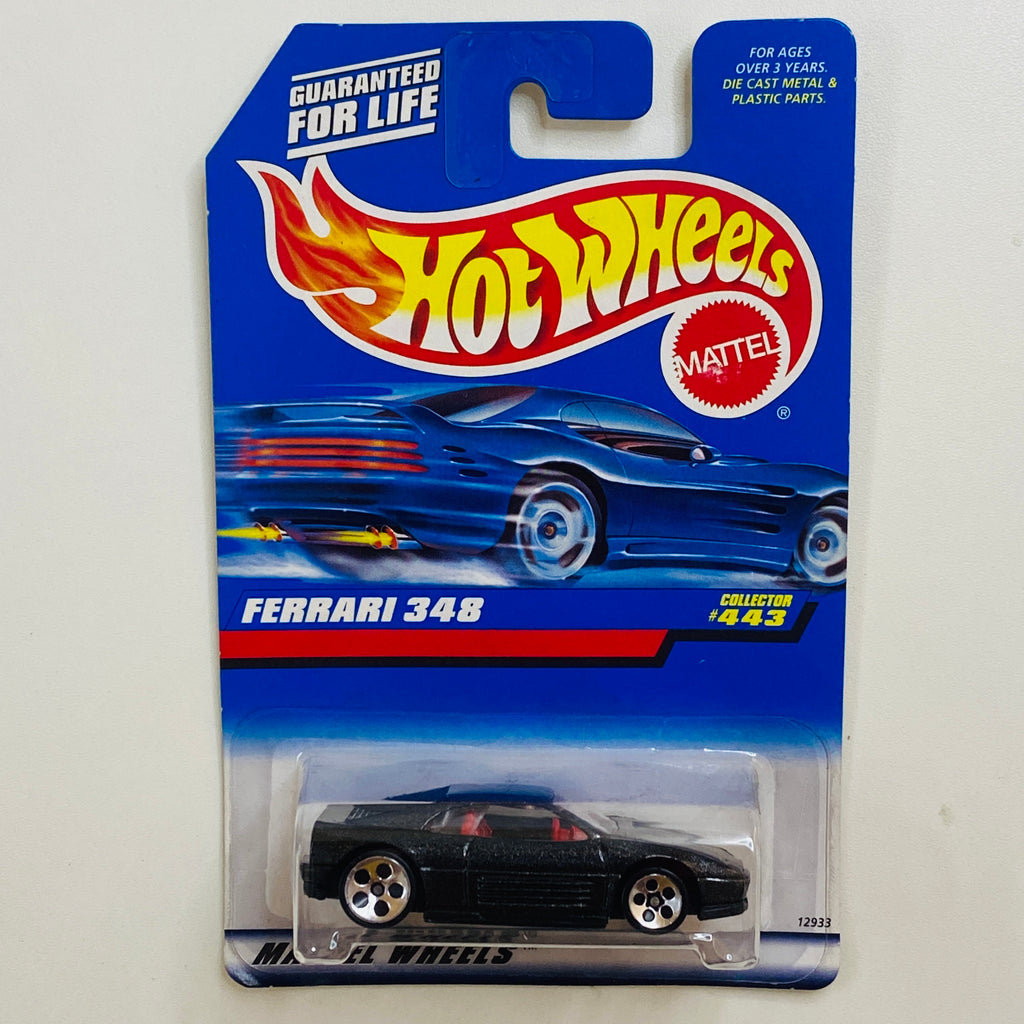 GUARANTEED
FOR LIFE
FOR AGES
OVER 3 YEARS.
DIE CAST METAL &
PLASTIC PARTS.
HOT WHEELS
MATTEL
®
FERRARI 348
COLLECTOR
#443
12933
WHEELS